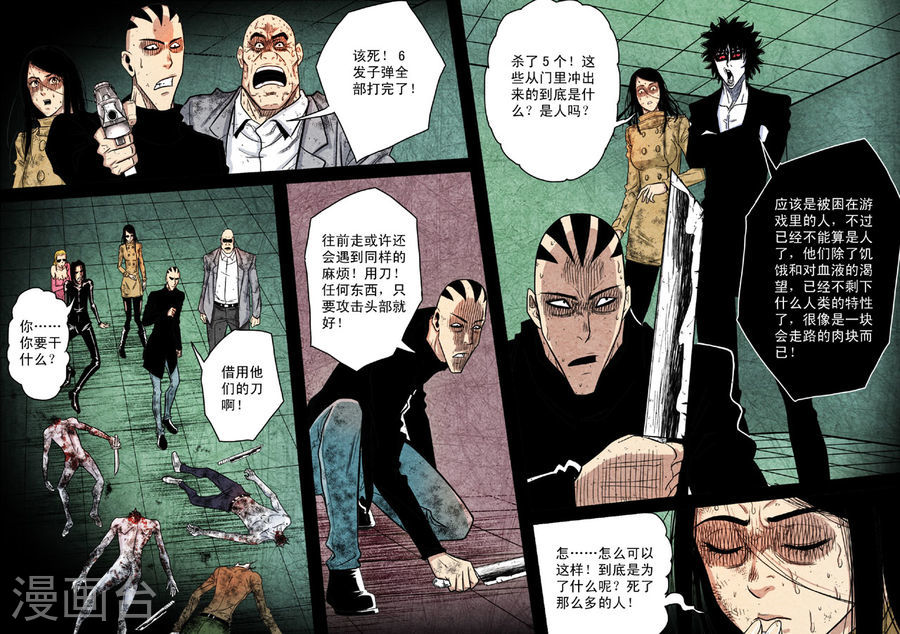 该死！6
发子弹全
部打完了！
杀了5个！这
些从门里冲出
来的到底是什
么？是人吗？
应该是被困在游
戏里的人，不过
已经不能算是人
了，他们除了饥
饿和对血液的渴
望，已经不剩下
什么人类的特性
了，很像是一块
会走路的肉块而
已！
你……
你要干
什么？
借用他
们的刀
啊！
往前走或许还
会遇到同样的
麻烦！用刀！
任何东西，只
要攻击头部就
好！
怎……怎么可以
这样！到底是为
了什么呢？死了
那么多的人！
漫画台